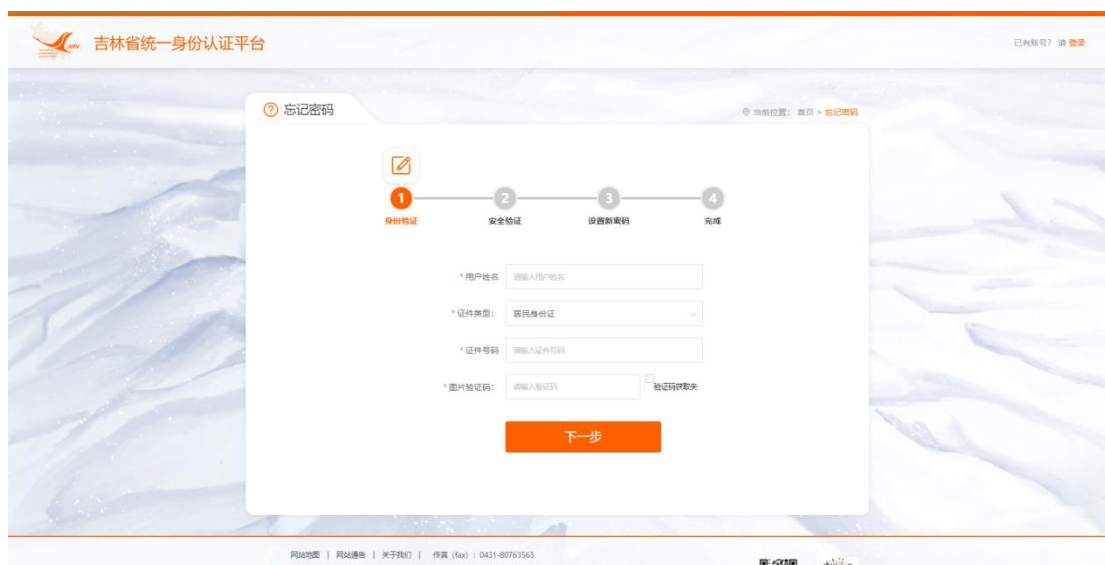 吉林省统一身份认证平台
已有账号？ 请 登录
忘记密码
当前位置： 首页 > 忘记密码
1 2 3 4
身份验证 安全验证 设置新密码 完成
* 用户姓名 请输入用户姓名
* 证件类型： 居民身份证
* 证件号码 请输入证件号码
* 图片验证码： 请输入验证码 验证码获取失
下一步
网站地图 | 网站通告 | 关于我们 | 传真 (fax) : 0431-80763563